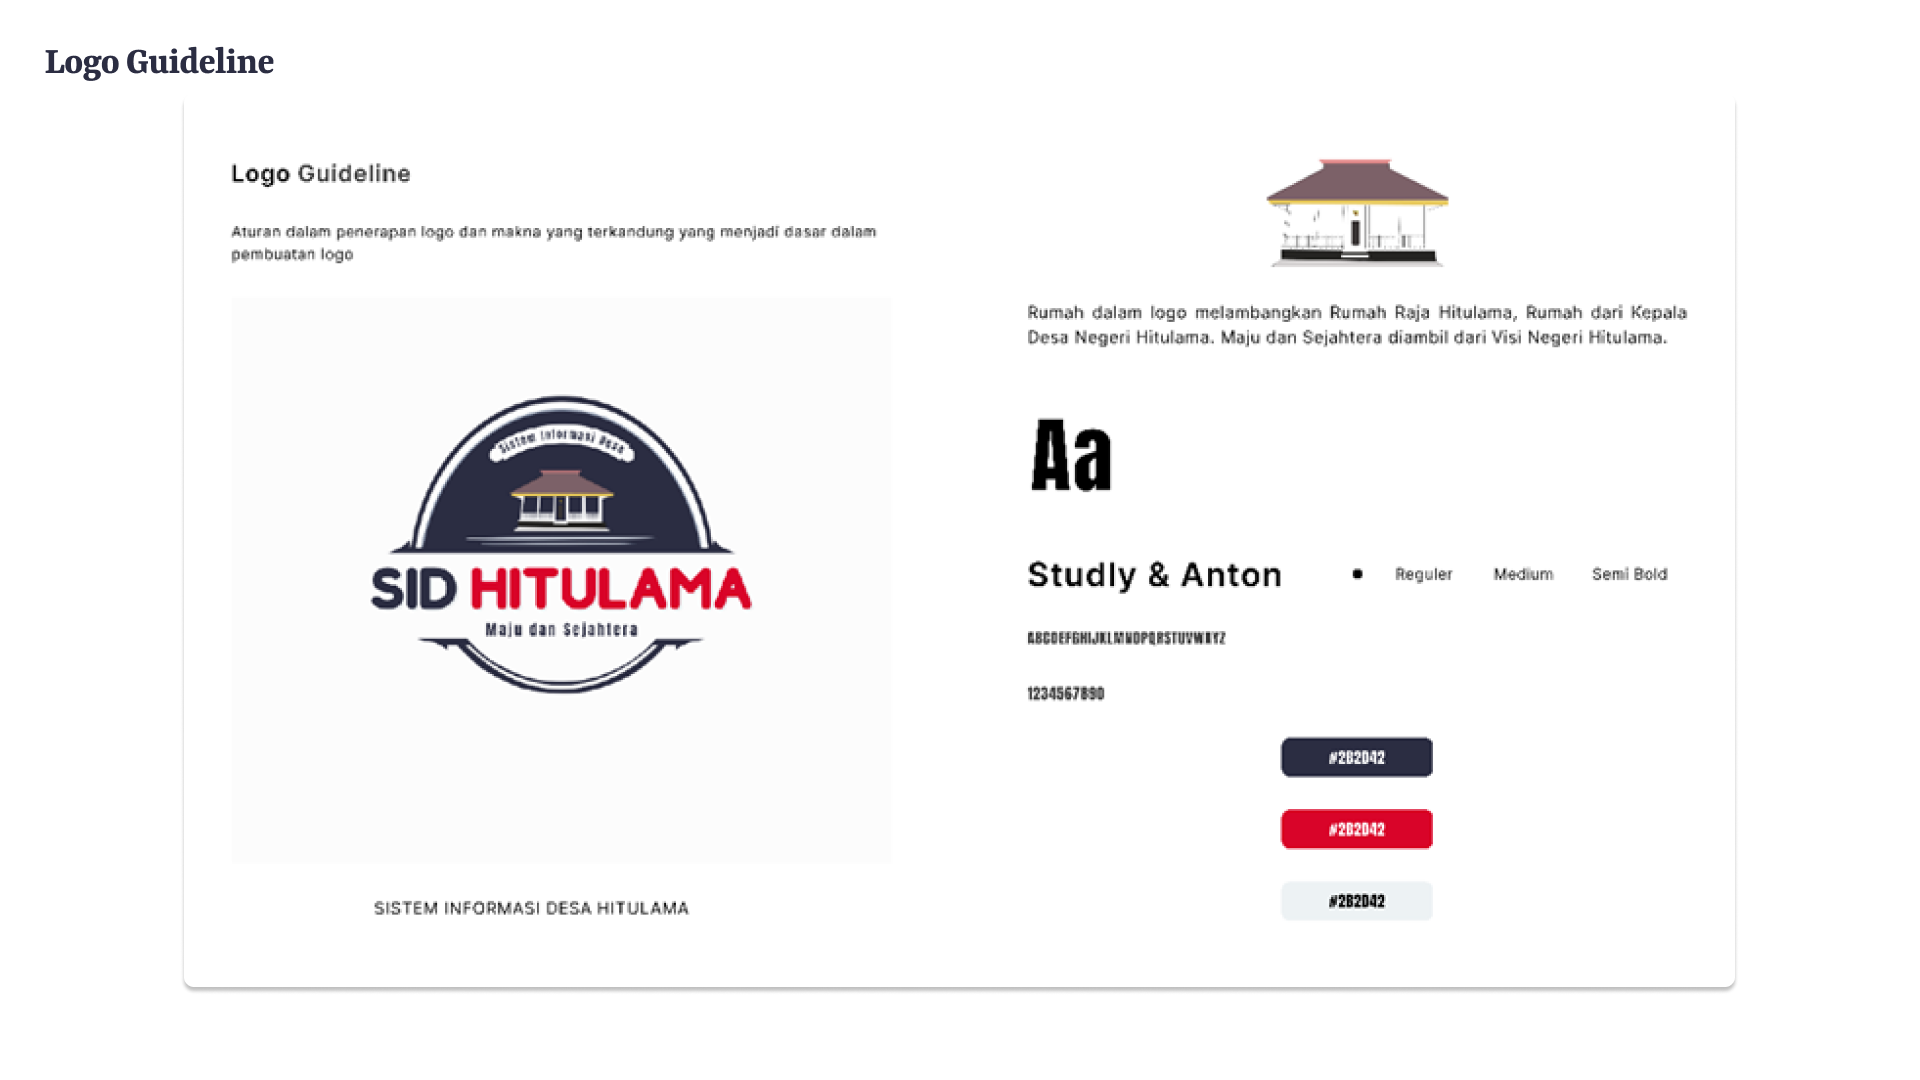 Logo Guideline
Logo Guideline
Aturan dalam penerapan logo dan makna yang terkandung yang menjadi dasar dalam
pembuatan logo
Sistem Informasi Desa
SID HITULAMA
Maju dan Sejahtera
SISTEM INFORMASI DESA HITULAMA
Rumah dalam logo melambangkan Rumah Raja Hitulama, Rumah dari Kepala
Desa Negeri Hitulama. Maju dan Sejahtera diambil dari Visi Negeri Hitulama.
Aa
Studly & Anton
Reguler Medium Semi Bold
ABCDEFGHIJKLMNOPQRSTUVWXYZ
1234567890
#2B2D42
#2B2D42
#2B2D42